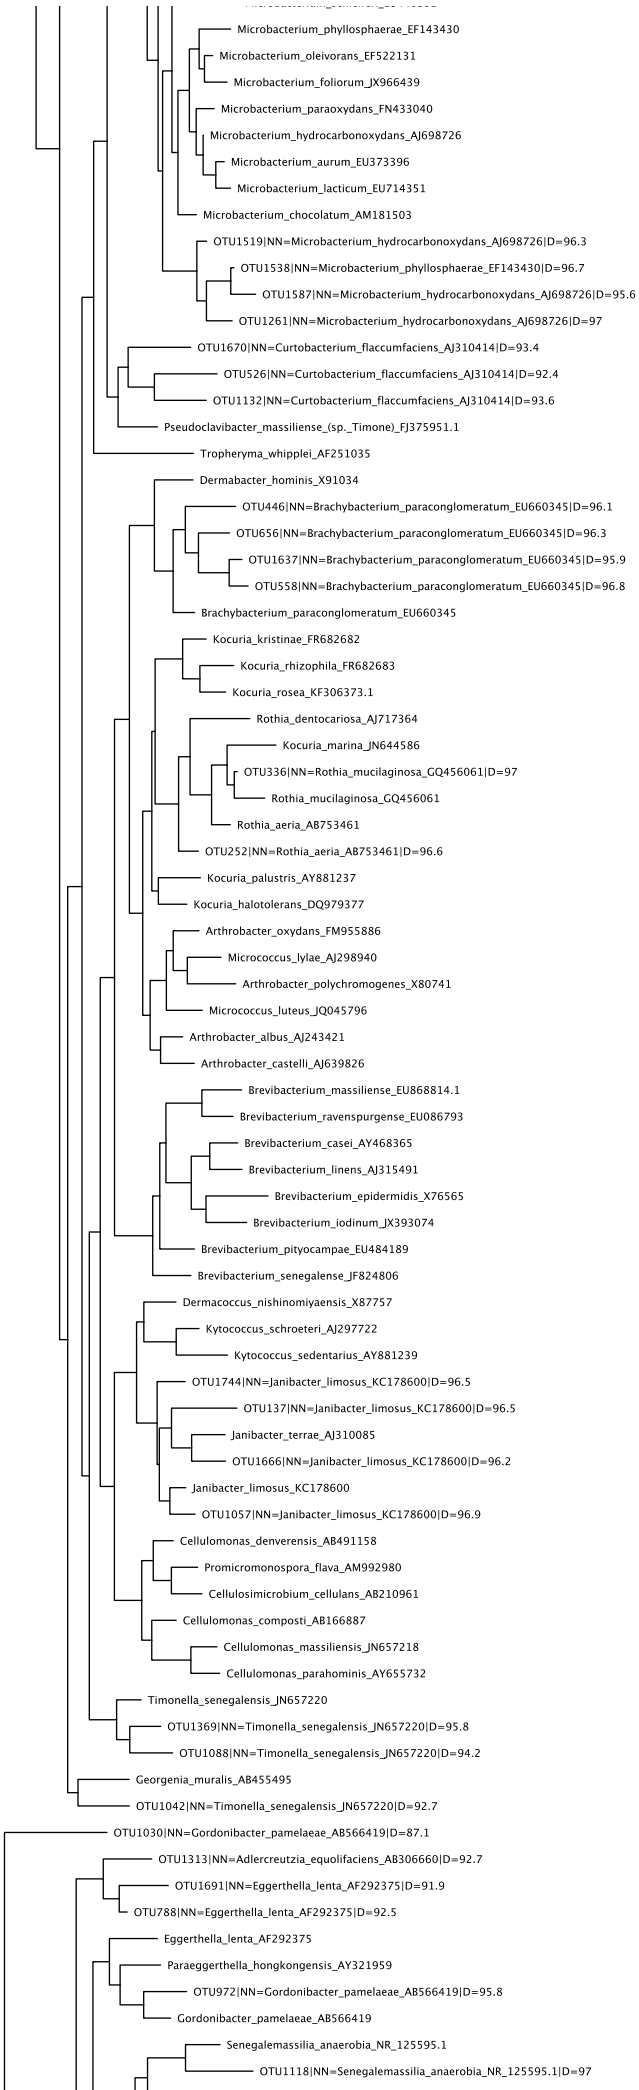 Microbacterium_phyllosphaerae_EF143430
Microbacterium_oleivorans_EF522131
Microbacterium_foliorum_JX966439
Microbacterium_paraoxydans_FN433040
Microbacterium_hydrocarbonoxydans_AJ698726
Microbacterium_aurum_EU373396
Microbacterium_lacticum_EU714351
Microbacterium_chocolatum_AM181503
OTU1519|NN=Microbacterium_hydrocarbonoxydans_AJ698726|D=96.3
OTU1538|NN=Microbacterium_phyllosphaerae_EF143430|D=96.7
OTU1587|NN=Microbacterium_hydrocarbonoxydans_AJ698726|D=95.6
OTU1261|NN=Microbacterium_hydrocarbonoxydans_AJ698726|D=97
OTU1670|NN=Curtobacterium_flaccumfaciens_AJ310414|D=93.4
OTU526|NN=Curtobacterium_flaccumfaciens_AJ310414|D=92.4
OTU1132|NN=Curtobacterium_flaccumfaciens_AJ310414|D=93.6
Pseudoclavibacter_massiliense_(sp._Timone)_FJ375951.1
Tropheryma_whipplei_AF251035
Dermabacter_hominis_X91034
OTU446|NN=Brachybacterium_paraconglomeratum_EU660345|D=96.1
OTU656|NN=Brachybacterium_paraconglomeratum_EU660345|D=96.3
OTU1637|NN=Brachybacterium_paraconglomeratum_EU660345|D=95.9
OTU558|NN=Brachybacterium_paraconglomeratum_EU660345|D=96.8
Brachybacterium_paraconglomeratum_EU660345
Kocuria_kristinae_FR682682
Kocuria_rhizophila_FR682683
Kocuria_rosea_KF306373.1
Rothia_dentocariosa_AJ717364
Kocuria_marina_JN644586
OTU336|NN=Rothia_mucilaginosa_GQ456061|D=97
Rothia_mucilaginosa_GQ456061
Rothia_aeria_AB753461
OTU252|NN=Rothia_aeria_AB753461|D=96.6
Kocuria_palustris_AY881237
Kocuria_halotolerans_DQ979377
Arthrobacter_oxydans_FM955886
Micrococcus_lylae_AJ298940
Arthrobacter_polychromogenes_X80741
Micrococcus_luteus_JQ045796
Arthrobacter_albus_AJ243421
Arthrobacter_castelli_AJ639826
Brevibacterium_massiliense_EU868814.1
Brevibacterium_ravenspurgense_EU086793
Brevibacterium_casei_AY468365
Brevibacterium_linens_AJ315491
Brevibacterium_epidermidis_X76565
Brevibacterium_iodinum_JX393074
Brevibacterium_pityocampae_EU484189
Brevibacterium_senegalense_JF824806
Dermacoccus_nishinomiyaensis_X87757
Kytococcus_schroeteri_AJ297722
Kytococcus_sedentarius_AY881239
OTU1744|NN=Janibacter_limosus_KC178600|D=96.5
OTU137|NN=Janibacter_limosus_KC178600|D=96.5
Janibacter_terrae_AJ310085
OTU1666|NN=Janibacter_limosus_KC178600|D=96.2
Janibacter_limosus_KC178600
OTU1057|NN=Janibacter_limosus_KC178600|D=96.9
Cellulomonas_denverensis_AB491158
Promicromonospora_flava_AM992980
Cellulosimicrobium_cellulans_AB210961
Cellulomonas_composti_AB166887
Cellulomonas_massiliensis_JN657218
Cellulomonas_parahominis_AY655732
Timonella_senegalensis_JN657220
OTU1369|NN=Timonella_senegalensis_JN657220|D=95.8
OTU1088|NN=Timonella_senegalensis_JN657220|D=94.2
Georgenia_muralis_AB455495
OTU1042|NN=Timonella_senegalensis_JN657220|D=92.7
OTU1030|NN=Gordonibacter_pamelaeae_AB566419|D=87.1
OTU1313|NN=Adlercreutzia_equolifaciens_AB306660|D=92.7
OTU1691|NN=Eggerthella_lenta_AF292375|D=91.9
OTU788|NN=Eggerthella_lenta_AF292375|D=92.5
Eggerthella_lenta_AF292375
Paraeggerthella_hongkongensis_AY321959
OTU972|NN=Gordonibacter_pamelaeae_AB566419|D=95.8
Gordonibacter_pamelaeae_AB566419
Senegalemassilia_anaerobia_NR_125595.1
OTU1118|NN=Senegalemassilia_anaerobia_NR_125595.1|D=97